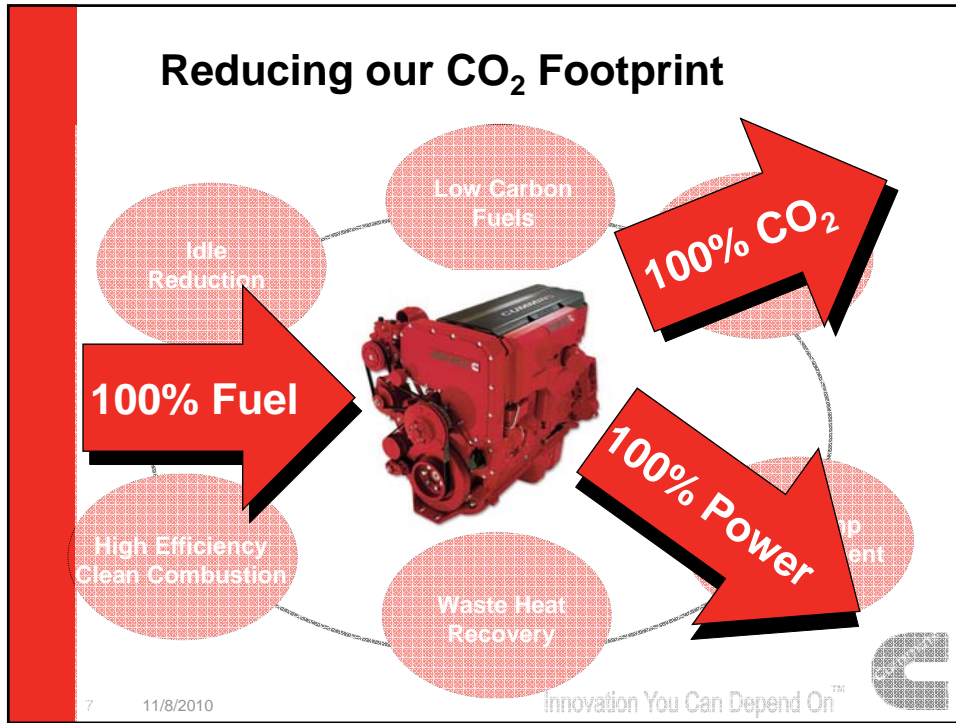 Reducing our CO₂ Footprint
Low Carbon
Fuels
Idle
Reduction
100% CO₂
CUMMINS
100% Fuel
100% Power
High Efficiency
Clean Combustion
Waste Heat
Recovery
7 11/8/2010
Innovation You Can Depend On™